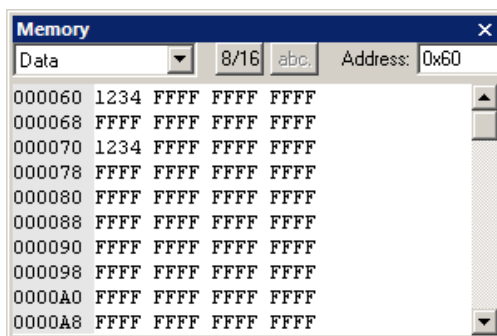 Memory
Data 8/16 abc. Address: 0x60
000060 1234 FFFF FFFF FFFF
000068 FFFF FFFF FFFF FFFF
000070 1234 FFFF FFFF FFFF
000078 FFFF FFFF FFFF FFFF
000080 FFFF FFFF FFFF FFFF
000088 FFFF FFFF FFFF FFFF
000090 FFFF FFFF FFFF FFFF
000098 FFFF FFFF FFFF FFFF
0000A0 FFFF FFFF FFFF FFFF
0000A8 FFFF FFFF FFFF FFFF